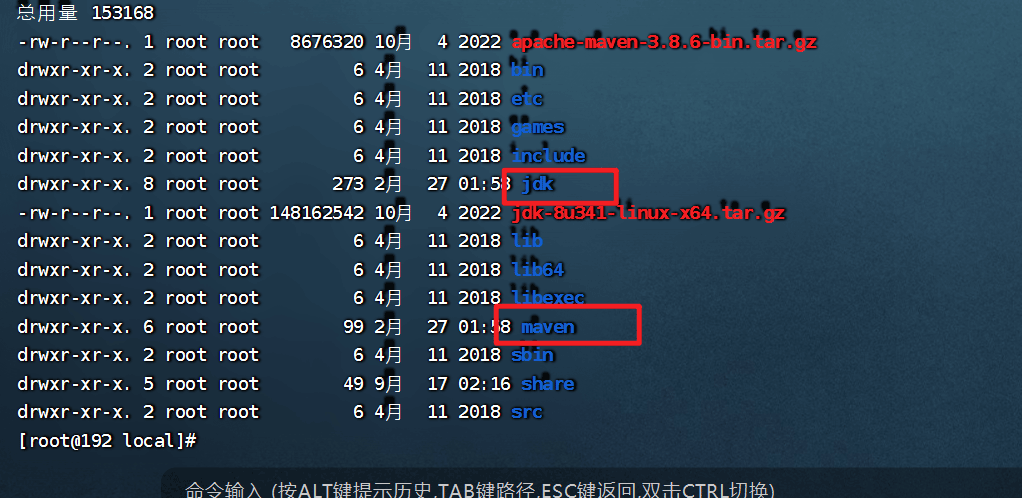 总用量 153168
-rw-r--r--. 1 root root   8676320 10月  4 2022 apache-maven-3.8.6-bin.tar.gz
drwxr-xr-x. 2 root root         6 4月  11 2018 bin
drwxr-xr-x. 2 root root         6 4月  11 2018 etc
drwxr-xr-x. 2 root root         6 4月  11 2018 games
drwxr-xr-x. 2 root root         6 4月  11 2018 include
drwxr-xr-x. 8 root root       273 2月  27 01:58 jdk
-rw-r--r--. 1 root root 148162542 10月  4 2022 jdk-8u341-linux-x64.tar.gz
drwxr-xr-x. 2 root root         6 4月  11 2018 lib
drwxr-xr-x. 2 root root         6 4月  11 2018 lib64
drwxr-xr-x. 2 root root         6 4月  11 2018 libexec
drwxr-xr-x. 6 root root        99 2月  27 01:58 maven
drwxr-xr-x. 2 root root         6 4月  11 2018 sbin
drwxr-xr-x. 5 root root        49 9月  17 02:16 share
drwxr-xr-x. 2 root root         6 4月  11 2018 src
[root@192 local]#
命令输入 (按ALT键提示历史,TAB键路径,ESC键返回,双击CTRL切换)